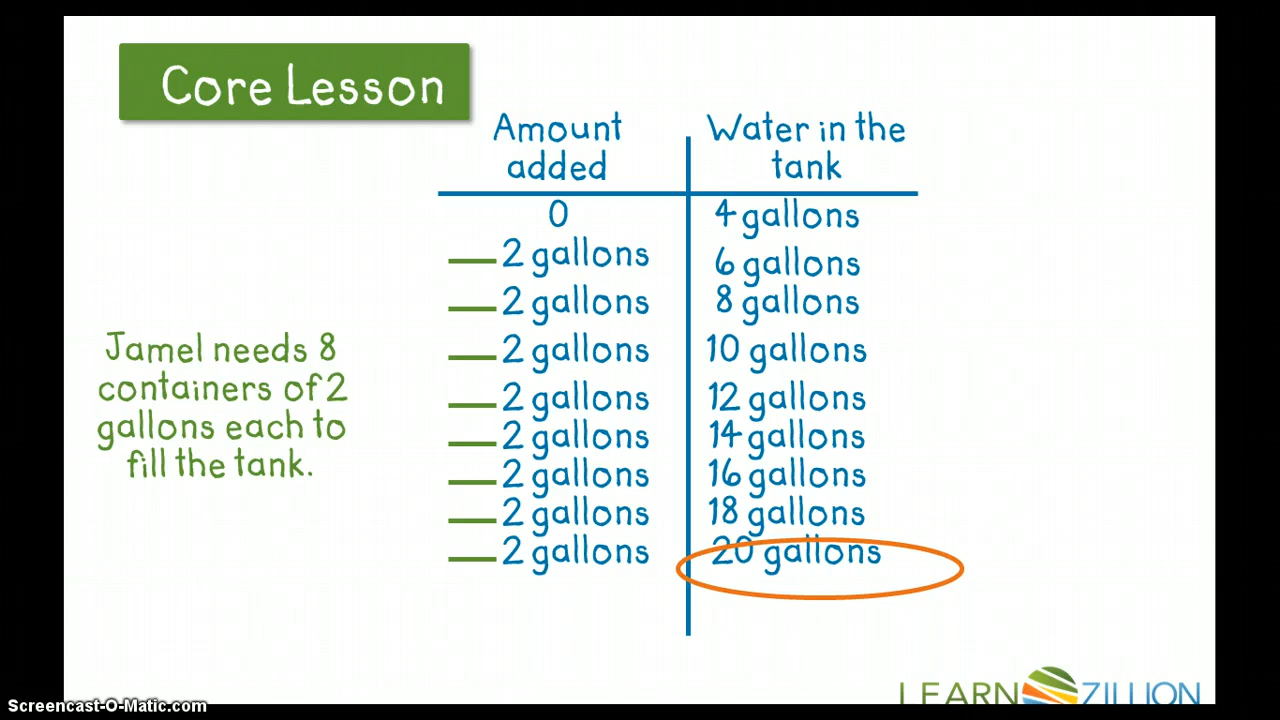 Core Lesson
Amount added
Water in the tank
0 4 gallons
2 gallons 6 gallons
2 gallons 8 gallons
2 gallons 10 gallons
2 gallons 12 gallons
2 gallons 14 gallons
2 gallons 16 gallons
2 gallons 18 gallons
2 gallons 20 gallons
Jamel needs 8
containers of 2
gallons each to
fill the tank.
LEARN ZILLION
Screencast-O-Matic.com